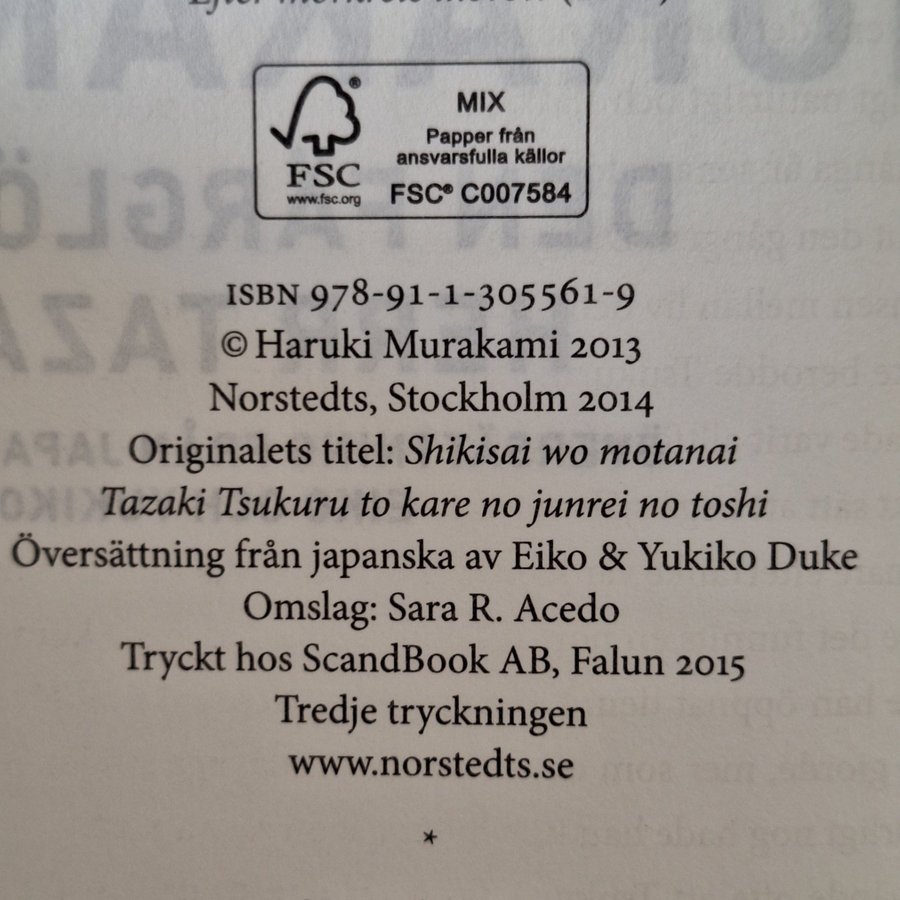 MIX
Papper från
ansvarsfulla källor
FSC® C007584
®
FSC
www.fsc.org
ISBN 978-91-1-305561-9
© Haruki Murakami 2013
Norstedts, Stockholm 2014
Originalets titel: Shikisai wo motanai
Tazaki Tsukuru to kare no junrei no toshi
Översättning från japanska av Eiko & Yukiko Duke
Omslag: Sara R. Acedo
Tryckt hos ScandBook AB, Falun 2015
Tredje tryckningen
www.norstedts.se
*